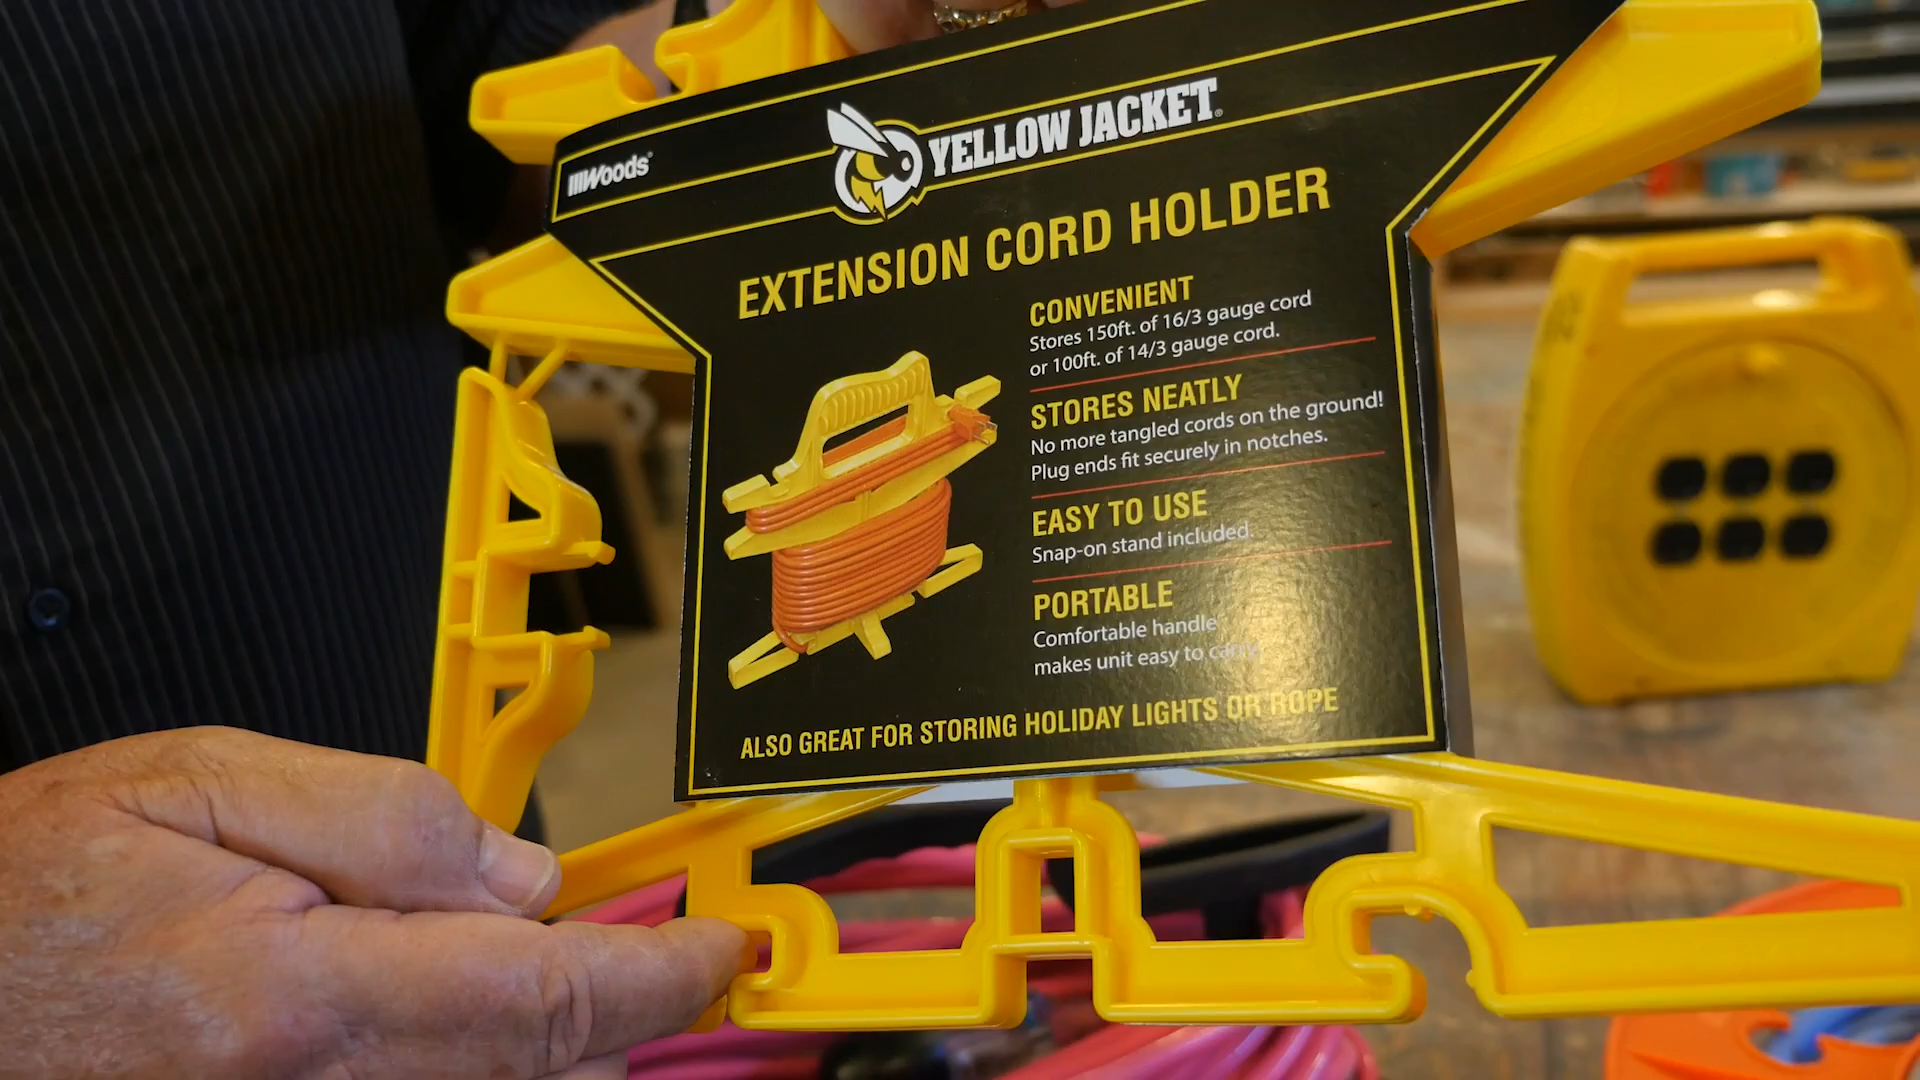 Woods®
YELLOW JACKET®
EXTENSION CORD HOLDER
CONVENIENT
Stores 150ft. of 16/3 gauge cord
or 100ft. of 14/3 gauge cord.
STORES NEATLY
No more tangled cords on the ground!
Plug ends fit securely in notches.
EASY TO USE
Snap-on stand included.
PORTABLE
Comfortable handle
makes unit easy to carry
ALSO GREAT FOR STORING HOLIDAY LIGHTS OR ROPE